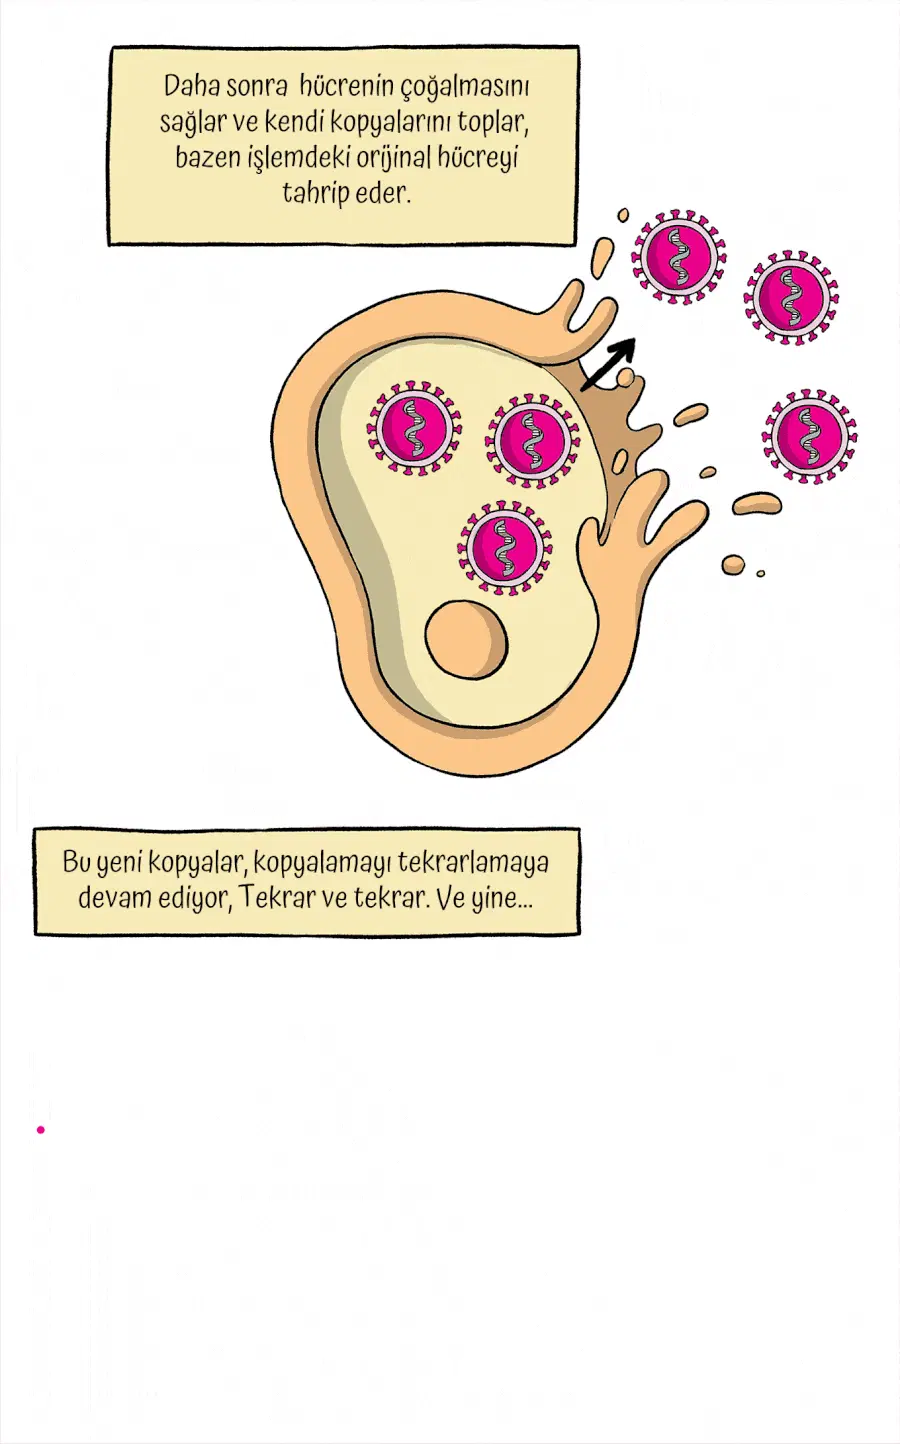 Daha sonra hücrenin çoğalmasını
sağlar ve kendi kopyalarını toplar,
bazen işlemdeki orijinal hücreyi
tahrip eder.
Bu yeni kopyalar, kopyalamayı tekrarlamaya
devam ediyor, Tekrar ve tekrar. Ve yine...